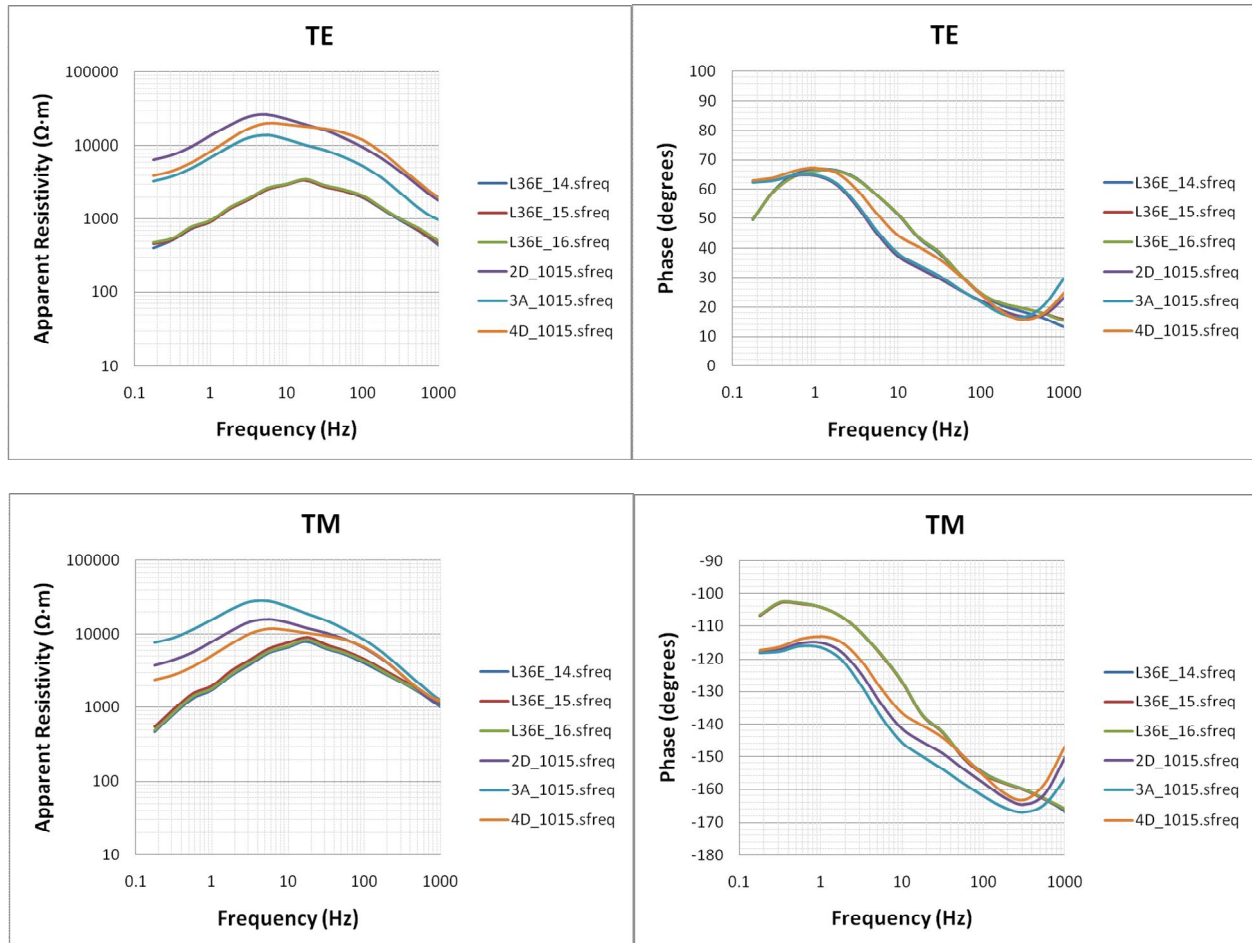 TE
Apparent Resistivity (Ω·m)
100000
10000
1000
100
10
0.1 1 10 100 1000
Frequency (Hz)
L36E_14.sfreq
L36E_15.sfreq
L36E_16.sfreq
2D_1015.sfreq
3A_1015.sfreq
4D_1015.sfreq
TE
Phase (degrees)
100
90
80
70
60
50
40
30
20
10
0
0.1 1 10 100 1000
Frequency (Hz)
L36E_14.sfreq
L36E_15.sfreq
L36E_16.sfreq
2D_1015.sfreq
3A_1015.sfreq
4D_1015.sfreq
TM
Apparent Resistivity (Ω·m)
100000
10000
1000
100
10
0.1 1 10 100 1000
Frequency (Hz)
L36E_14.sfreq
L36E_15.sfreq
L36E_16.sfreq
2D_1015.sfreq
3A_1015.sfreq
4D_1015.sfreq
TM
Phase (degrees)
-90
-100
-110
-120
-130
-140
-150
-160
-170
-180
0.1 1 10 100 1000
Frequency (Hz)
L36E_14.sfreq
L36E_15.sfreq
L36E_16.sfreq
2D_1015.sfreq
3A_1015.sfreq
4D_1015.sfreq